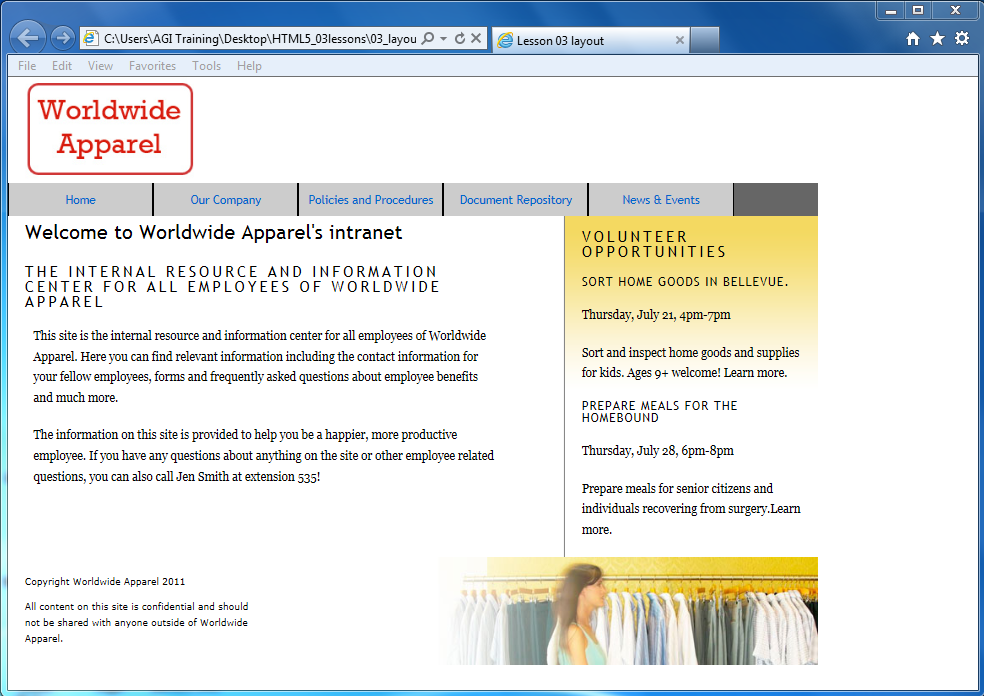 C:\Users\AGI Training\Desktop\HTML5_03lessons\03_layou
Lesson 03 layout
File Edit View Favorites Tools Help
Worldwide
Apparel
Home Our Company Policies and Procedures Document Repository News & Events
Welcome to Worldwide Apparel's intranet
THE INTERNAL RESOURCE AND INFORMATION
CENTER FOR ALL EMPLOYEES OF WORLDWIDE
APPAREL
This site is the internal resource and information center for all employees of Worldwide
Apparel. Here you can find relevant information including the contact information for
your fellow employees, forms and frequently asked questions about employee benefits
and much more.
The information on this site is provided to help you be a happier, more productive
employee. If you have any questions about anything on the site or other employee related
questions, you can also call Jen Smith at extension 535!
VOLUNTEER
OPPORTUNITIES
SORT HOME GOODS IN BELLEVUE.
Thursday, July 21, 4pm-7pm
Sort and inspect home goods and supplies
for kids. Ages 9+ welcome! Learn more.
PREPARE MEALS FOR THE
HOMEBOUND
Thursday, July 28, 6pm-8pm
Prepare meals for senior citizens and
individuals recovering from surgery.Learn
more.
Copyright Worldwide Apparel 2011
All content on this site is confidential and should
not be shared with anyone outside of Worldwide
Apparel.